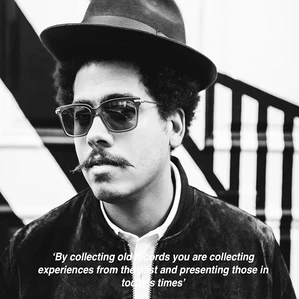 ‘By collecting old records you are collecting
experiences from the past and presenting those in
today's times’